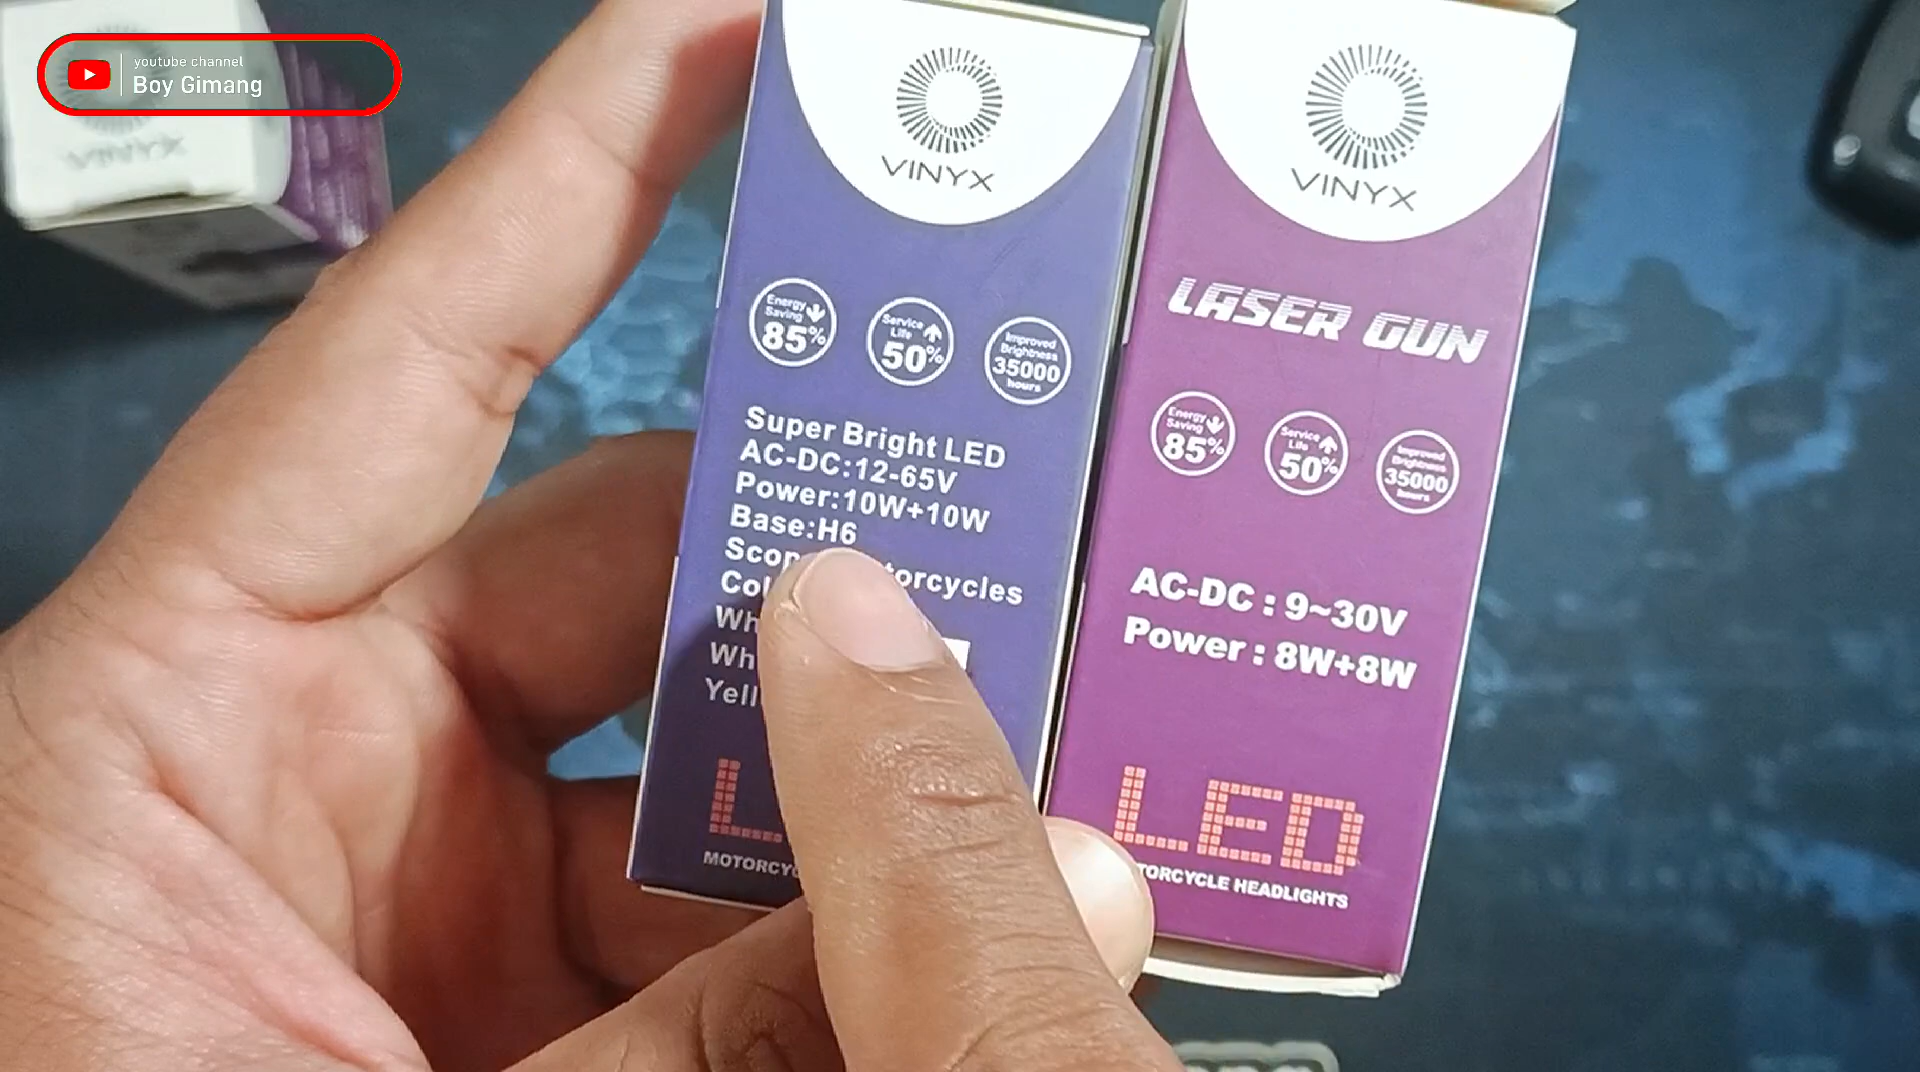 youtube channel
Boy Gimang
VINYX
VINYX
Energy
Saving
85%
Service
Life
50%
Improved
Brightness
35000
hours
Super Bright LED
AC-DC:12-65V
Power:10W+10W
Base:H6
VINYX
LASER GUN
Energy
Saving
85%
Service
Life
50%
Improved
Brightness
35000
hours
AC-DC : 9~30V
Power : 8W+8W
LED
HEADLIGHTS